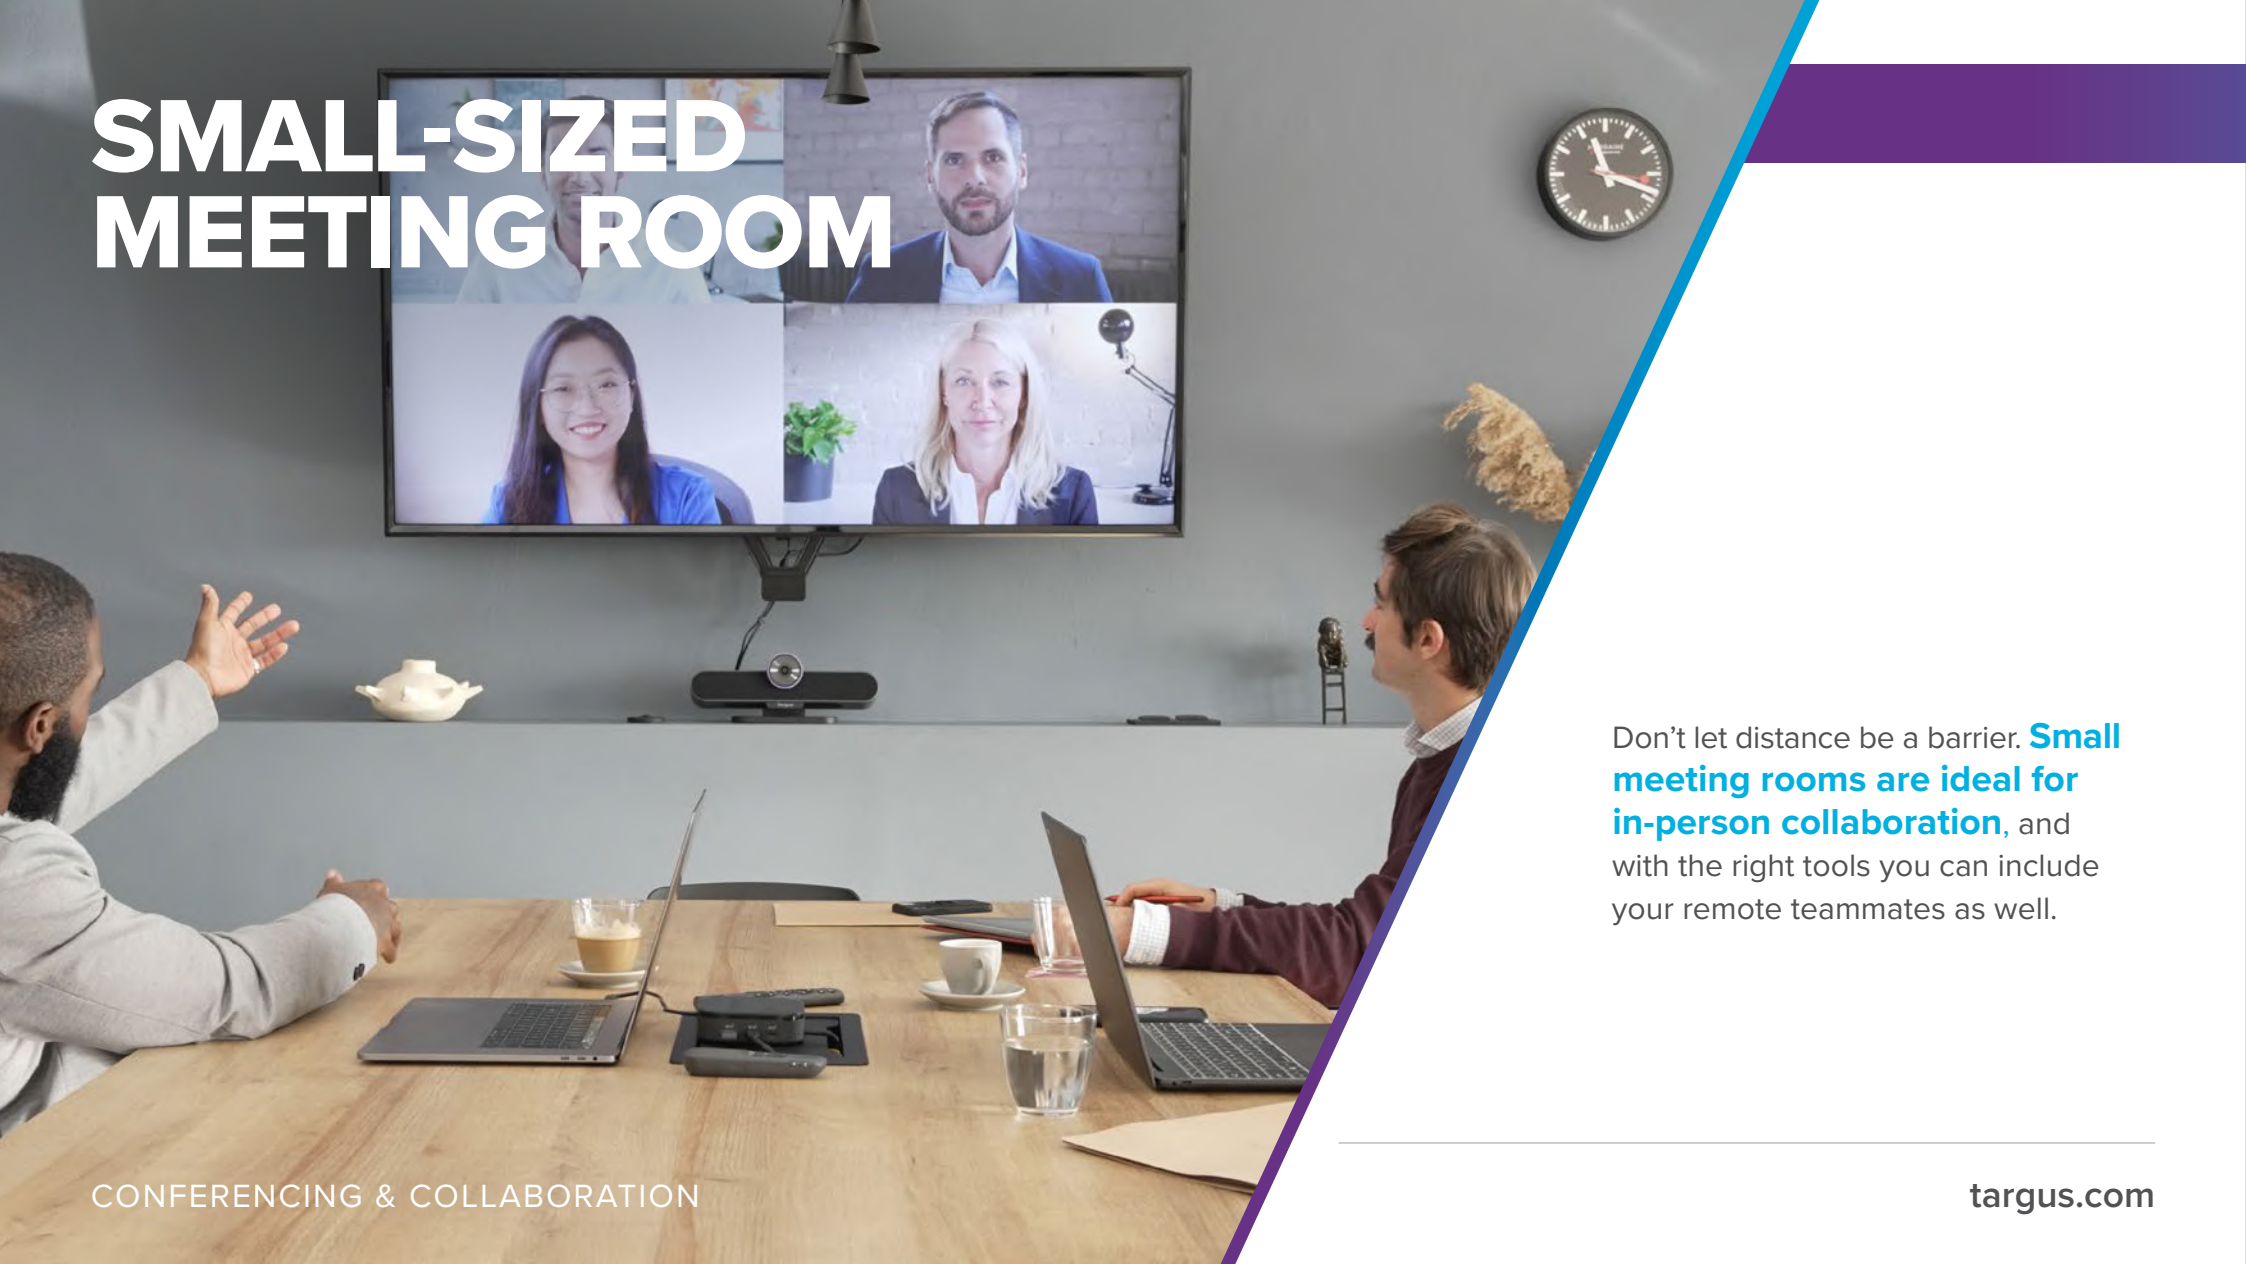 SMALL-SIZED
MEETING ROOM
Don’t let distance be a barrier. Small
meeting rooms are ideal for
in-person collaboration, and
with the right tools you can include
your remote teammates as well.
CONFERENCING & COLLABORATION
targus.com